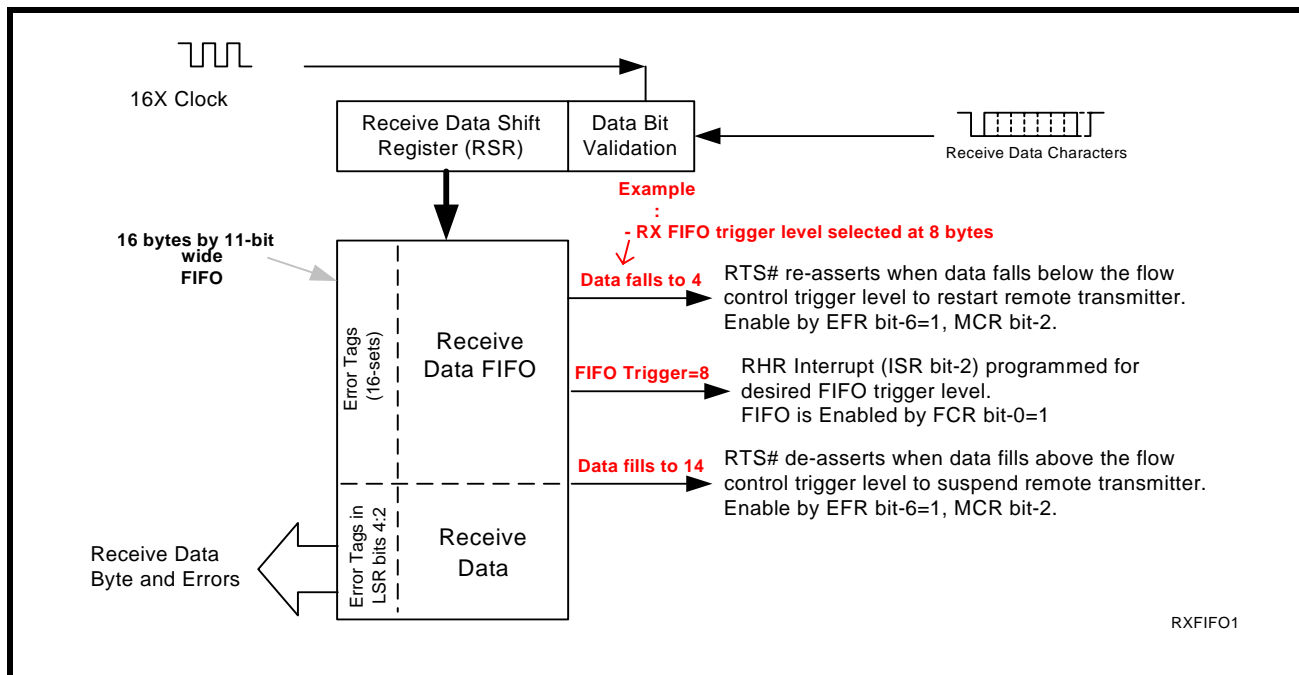 16X Clock
Receive Data Shift
Register (RSR)
Data Bit
Validation
Receive Data Characters
Example
:
- RX FIFO trigger level selected at 8 bytes
16 bytes by 11-bit
wide
FIFO
Data falls to 4
RTS# re-asserts when data falls below the flow
control trigger level to restart remote transmitter.
Enable by EFR bit-6=1, MCR bit-2.
Error Tags
(16-sets)
Receive
Data FIFO
FIFO Trigger=8
RHR Interrupt (ISR bit-2) programmed for
desired FIFO trigger level.
FIFO is Enabled by FCR bit-0=1
Data fills to 14
RTS# de-asserts when data fills above the flow
control trigger level to suspend remote transmitter.
Enable by EFR bit-6=1, MCR bit-2.
Error Tags in
LSR bits 4:2
Receive
Data
Receive Data
Byte and Errors
RXFIFO1